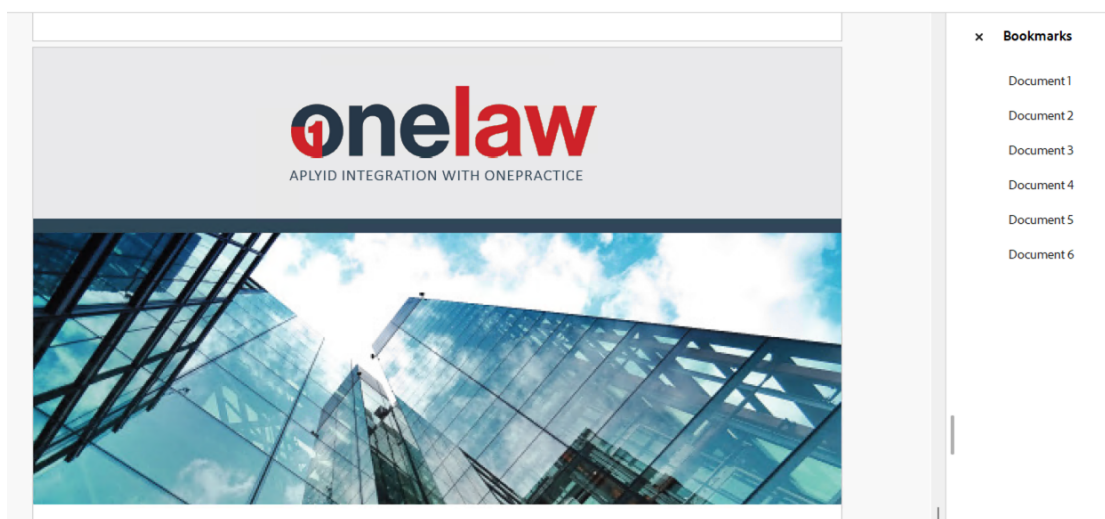 onelaw
APLYID INTEGRATION WITH ONEPRACTICE
× Bookmarks
Document 1
Document 2
Document 3
Document 4
Document 5
Document 6